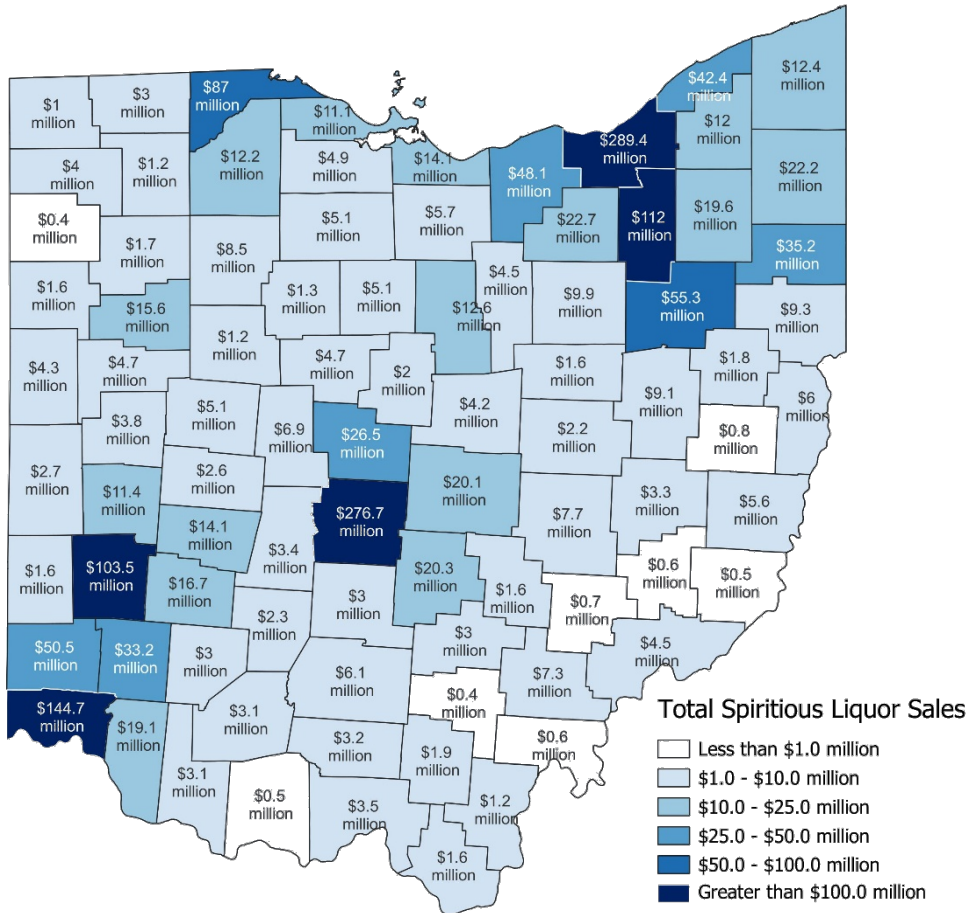 $12.4
million
$42.4
million
$87
million
$3
million
$1
million
$11.1
million
$12
million
$289.4
million
$12.2
million
$4.9
million
$14.1
million
$1.2
million
$4
million
$48.1
million
$22.2
million
$0.4
million
$5.1
million
$5.7
million
$22.7
million
$112
million
$19.6
million
$1.7
million
$8.5
million
$35.2
million
$4.5
million
$1.6
million
$1.3
million
$5.1
million
$9.9
million
$15.6
million
$12.6
million
$55.3
million
$9.3
million
$1.2
million
$4.3
million
$4.7
million
$4.7
million
$2
million
$1.6
million
$1.8
million
$9.1
million
$6
million
$3.8
million
$5.1
million
$6.9
million
$4.2
million
$26.5
million
$2.2
million
$0.8
million
$2.7
million
$2.6
million
$11.4
million
$20.1
million
$3.3
million
$5.6
million
$14.1
million
$276.7
million
$7.7
million
$3.4
million
$1.6
million
$103.5
million
$16.7
million
$20.3
million
$0.6
million
$0.5
million
$3
million
$1.6
million
$0.7
million
$2.3
million
$50.5
million
$33.2
million
$3
million
$3
million
$4.5
million
$6.1
million
$7.3
million
$0.4
million
$144.7
million
$19.1
million
$3.1
million
$3.2
million
$1.9
million
$0.6
million
$3.1
million
$0.5
million
$3.5
million
$1.2
million
$1.6
million
Total Spiritious Liquor Sales
Less than $1.0 million
$1.0 - $10.0 million
$10.0 - $25.0 million
$25.0 - $50.0 million
$50.0 - $100.0 million
Greater than $100.0 million